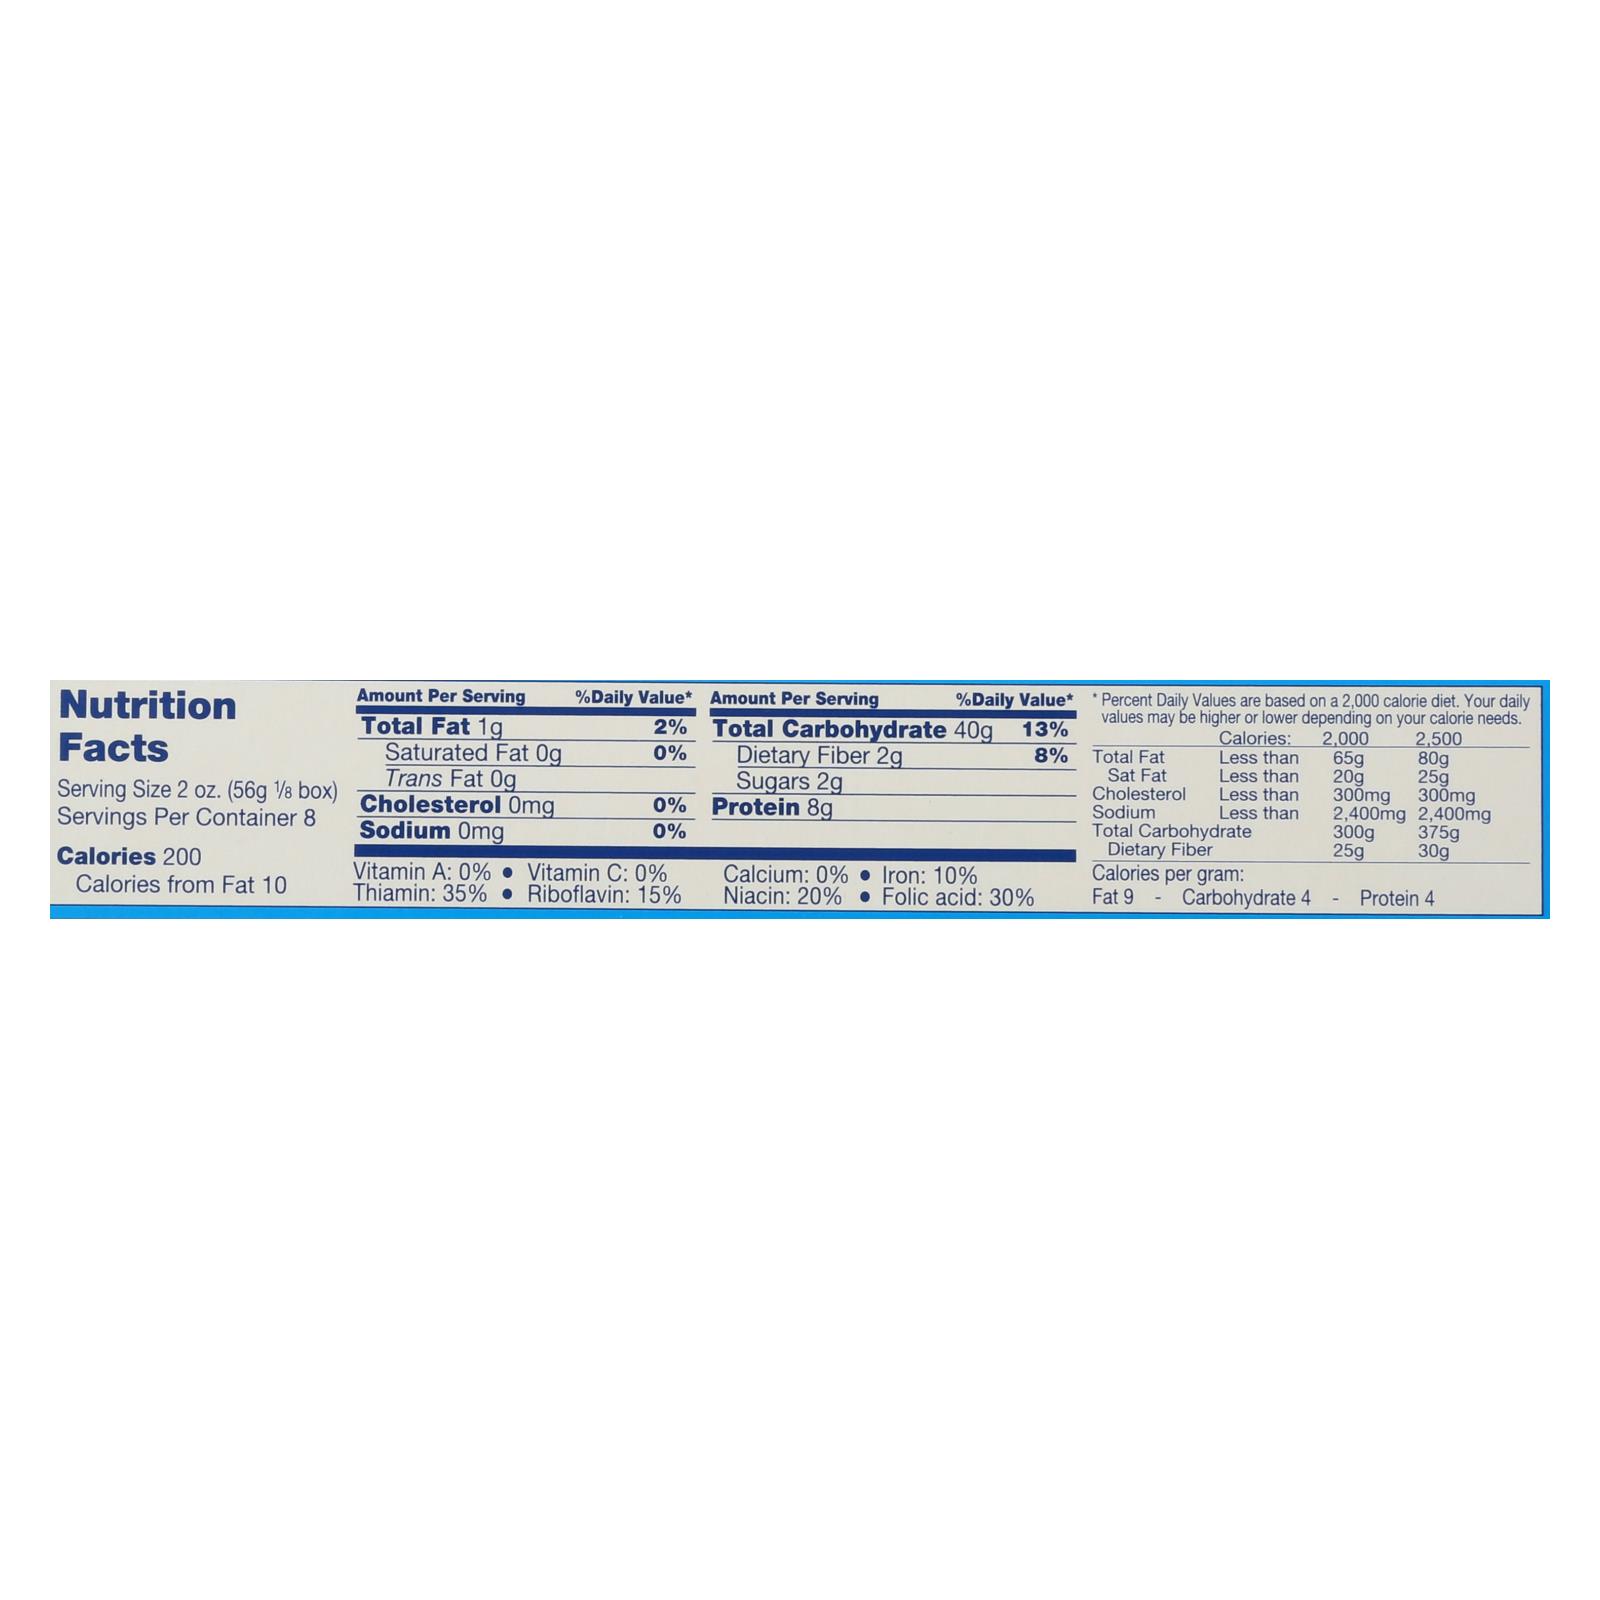 Nutrition
Facts
Serving Size 2 oz. (56g 1/8 box)
Servings Per Container 8
Calories 200
Calories from Fat 10
Amount Per Serving %Daily Value*
Total Fat 1g 2%
Saturated Fat 0g 0%
Trans Fat 0g
Cholesterol 0mg 0%
Sodium 0mg 0%
Amount Per Serving %Daily Value*
Total Carbohydrate 40g 13%
Dietary Fiber 2g 8%
Sugars 2g
Protein 8g
Vitamin A: 0% • Vitamin C: 0% Calcium: 0% • Iron: 10%
Thiamin: 35% • Riboflavin: 15% Niacin: 20% • Folic acid: 30%
* Percent Daily Values are based on a 2,000 calorie diet. Your daily
values may be higher or lower depending on your calorie needs.
Calories: 2,000 2,500
Total Fat Less than 65g 80g
Sat Fat Less than 20g 25g
Cholesterol Less than 300mg 300mg
Sodium Less than 2,400mg 2,400mg
Total Carbohydrate 300g 375g
Dietary Fiber 25g 30g
Calories per gram:
Fat 9 - Carbohydrate 4 - Protein 4